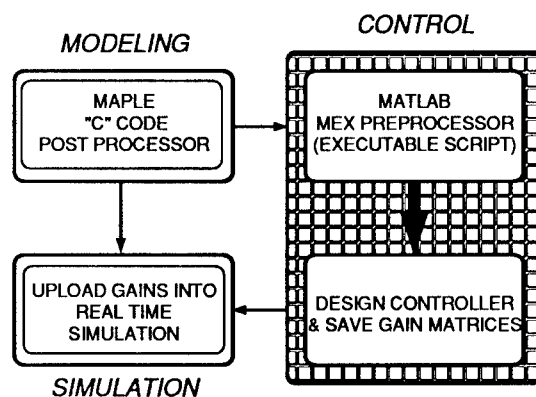 MODELING
CONTROL
MAPLE
"C" CODE
POST PROCESSOR
MATLAB
MEX PREPROCESSOR
(EXECUTABLE SCRIPT)
UPLOAD GAINS INTO
REAL TIME
SIMULATION
DESIGN CONTROLLER
& SAVE GAIN MATRICES
SIMULATION